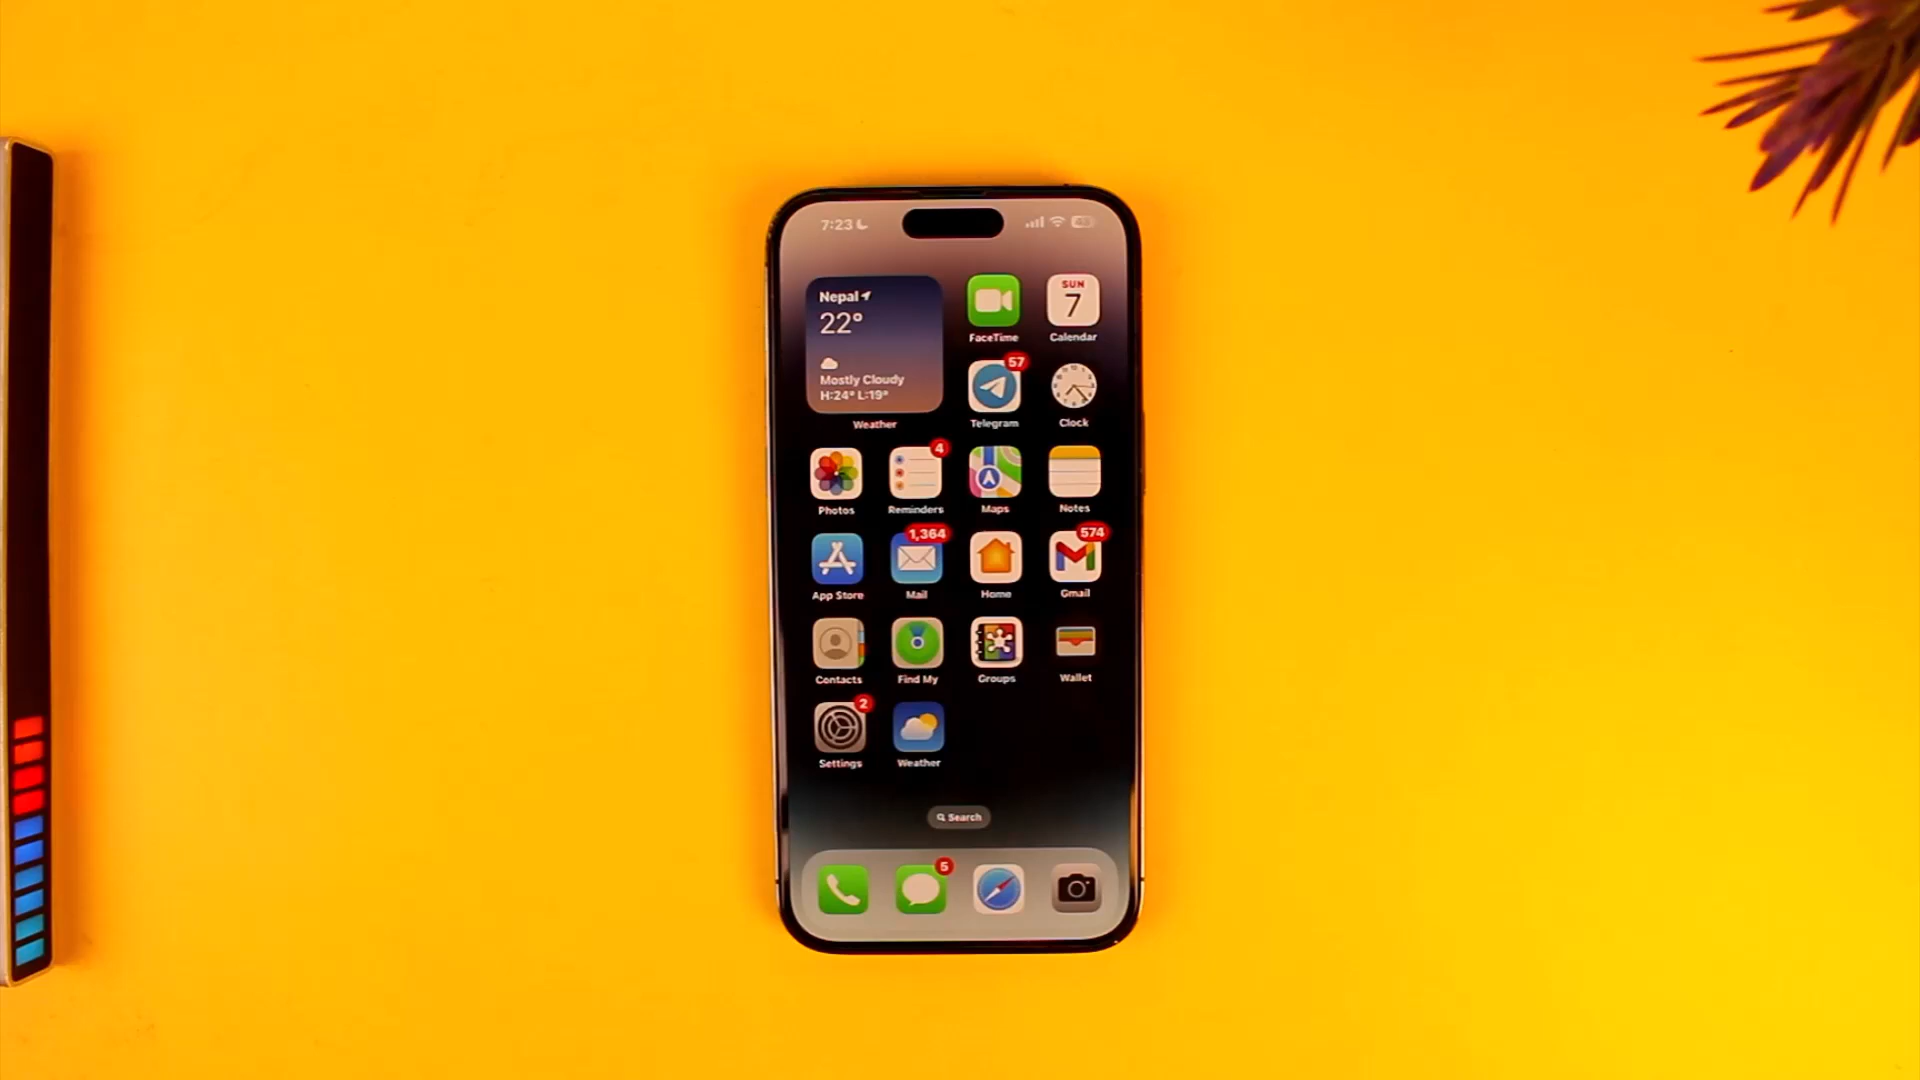 7:23
Nepal
22°
Mostly Cloudy
H:24° L:19°
Weather
FaceTime
SUN
7
Calendar
57
Telegram
Clock
Photos
4
Reminders
Maps
Notes
App Store
1,364
Mail
Home
574
Gmail
Contacts
Find My
Groups
Wallet
2
Settings
Weather
Search
5